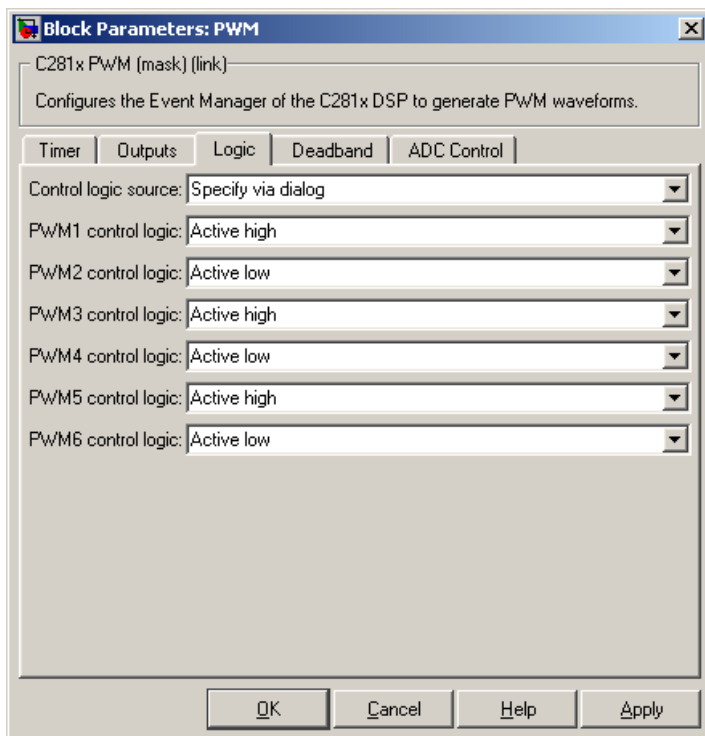 Block Parameters: PWM
C281x PWM (mask) (link)
Configures the Event Manager of the C281x DSP to generate PWM waveforms.
Timer Outputs Logic Deadband ADC Control
Control logic source: Specify via dialog
PWM1 control logic: Active high
PWM2 control logic: Active low
PWM3 control logic: Active high
PWM4 control logic: Active low
PWM5 control logic: Active high
PWM6 control logic: Active low
OK Cancel Help Apply